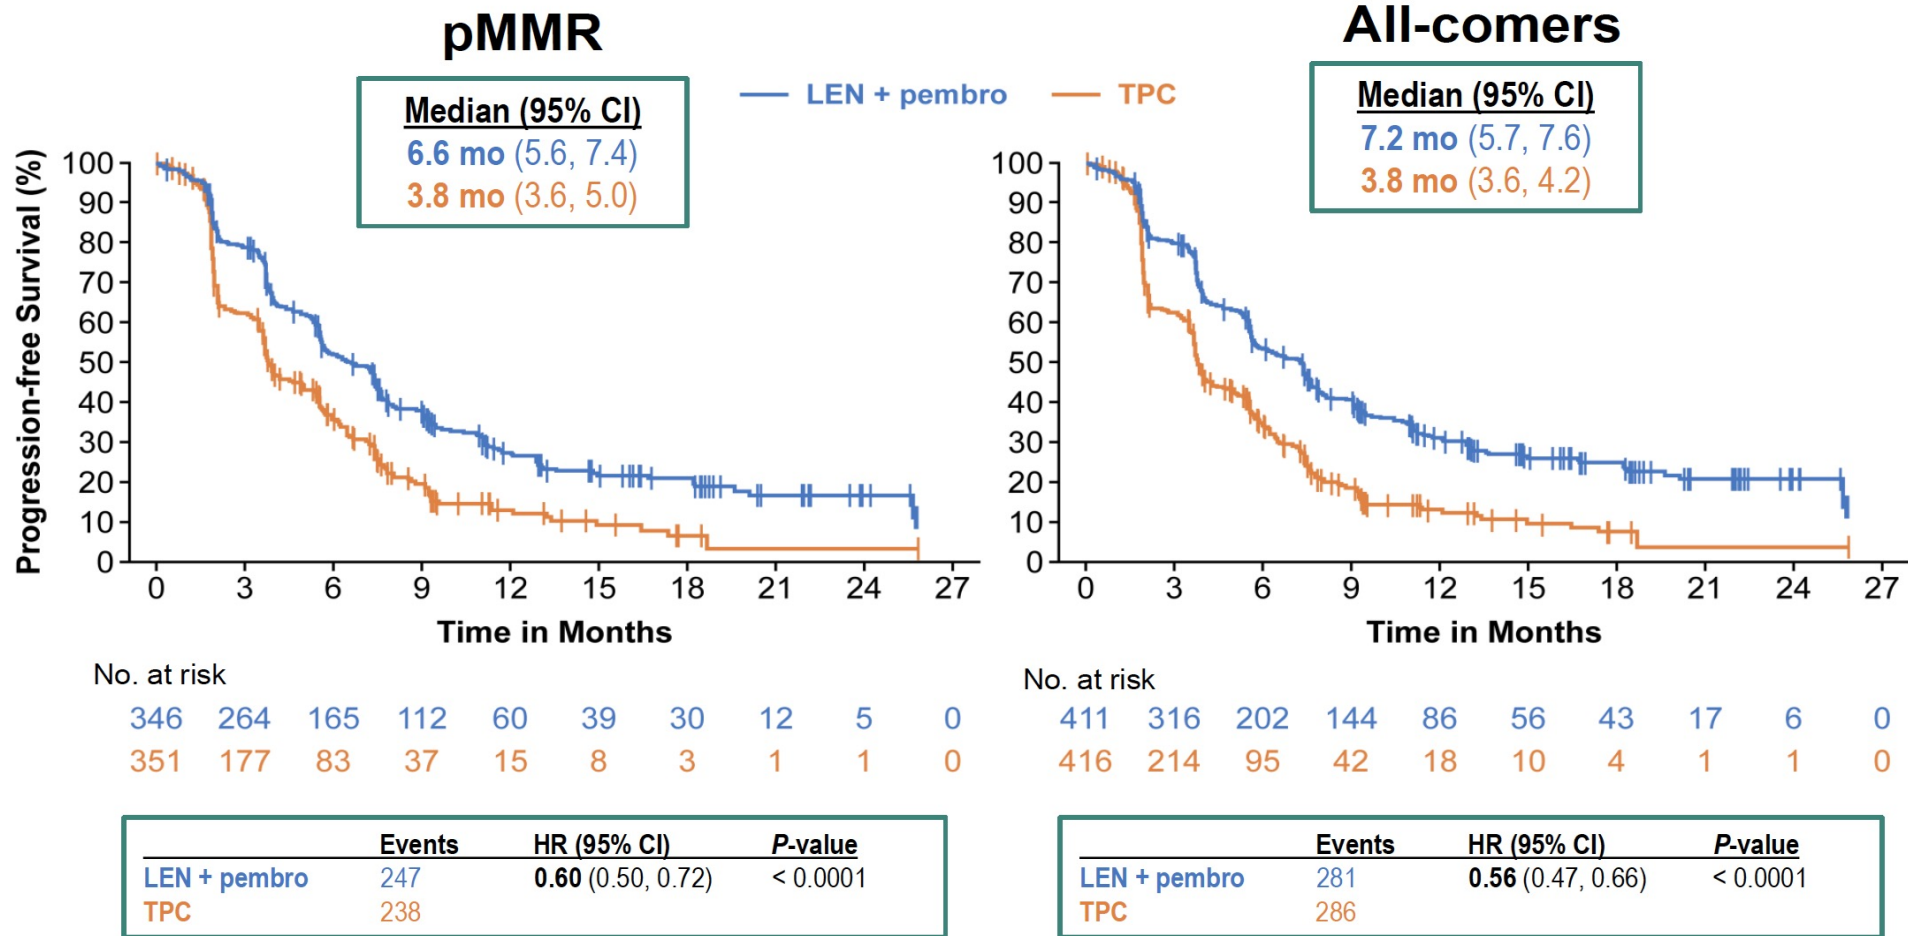 pMMR
Median (95% CI)
6.6 mo (5.6, 7.4)
3.8 mo (3.6, 5.0)
LEN + pembro
TPC
All-comers
Median (95% CI)
7.2 mo (5.7, 7.6)
3.8 mo (3.6, 4.2)
Progression-free Survival (%)
100
90
80
70
60
50
40
30
20
10
0
0 3 6 9 12 15 18 21 24 27
Time in Months
No. at risk
346 264 165 112 60 39 30 12 5 0
351 177 83 37 15 8 3 1 1 0
Events HR (95% CI) P-value
LEN + pembro 247 0.60 (0.50, 0.72) < 0.0001
TPC 238
100
90
80
70
60
50
40
30
20
10
0
0 3 6 9 12 15 18 21 24 27
Time in Months
No. at risk
411 316 202 144 86 56 43 17 6 0
416 214 95 42 18 10 4 1 1 0
Events HR (95% CI) P-value
LEN + pembro 281 0.56 (0.47, 0.66) < 0.0001
TPC 286